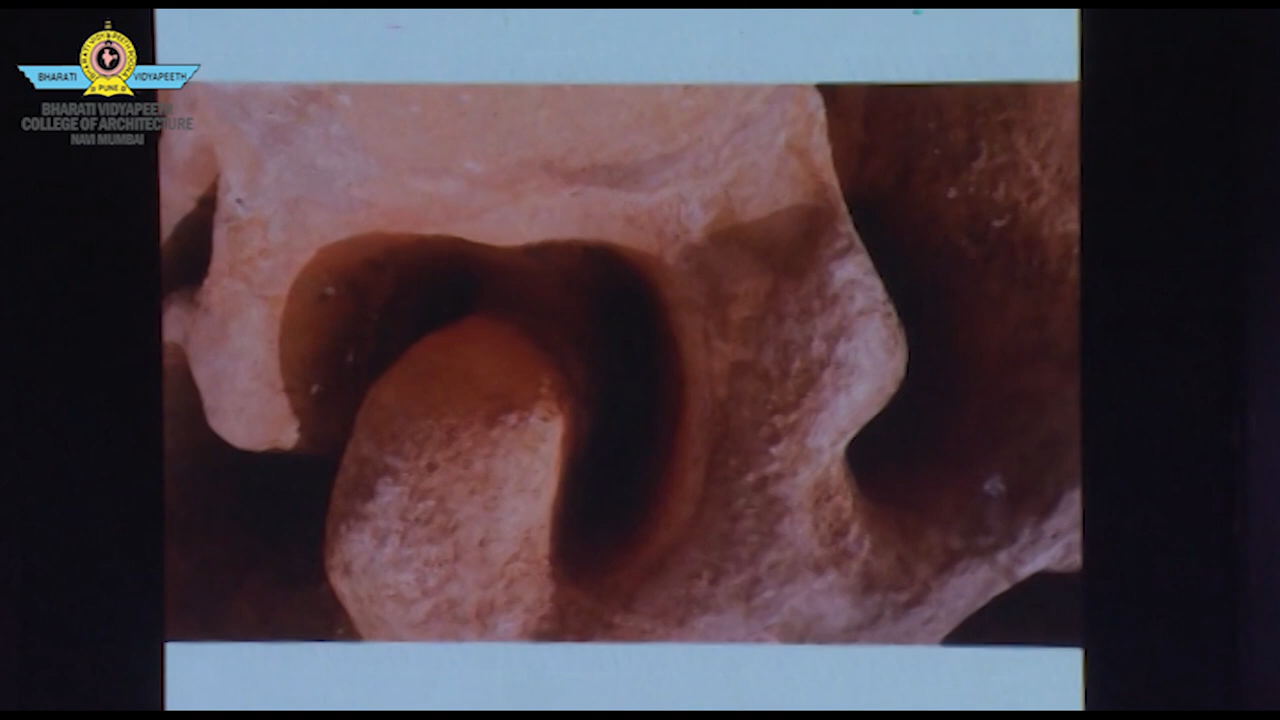 BHARATI VIDYAPEETH
PUNE
BHARATI VIDYAPEETH
COLLEGE OF ARCHITECTURE
NAVI MUMBAI